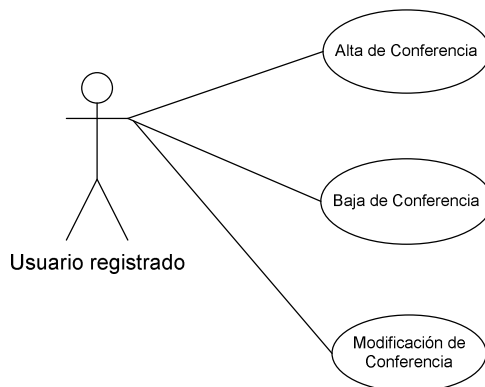 Alta de Conferencia
Baja de Conferencia
Usuario registrado
Modificación de
Conferencia